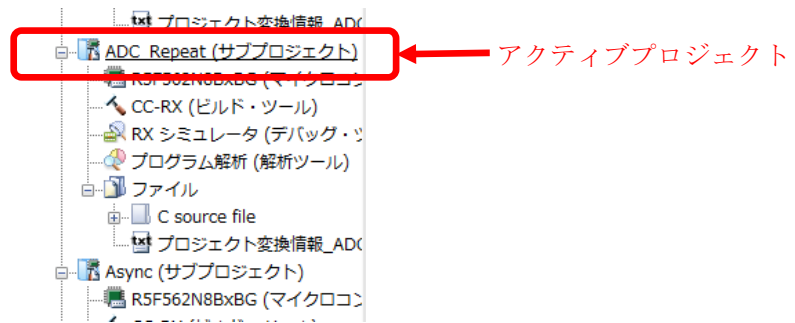 プロジェクト変換情報_ADC
ADC_Repeat (サブプロジェクト)
アクティブプロジェクト
R5F562N8BxBG (マイクロコン
CC-RX (ビルド・ツール)
RX シミュレータ (デバッグ・ツ
プログラム解析 (解析ツール)
ファイル
C source file
プロジェクト変換情報_ADC
Async (サブプロジェクト)
R5F562N8BxBG (マイクロコン